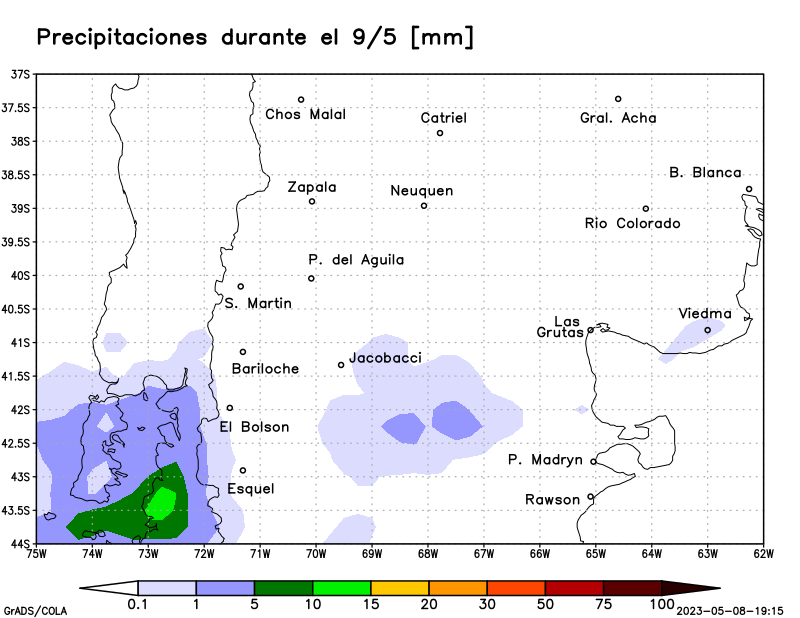 Precipitaciones durante el 9/5 [mm]
37S
37.5S
Chos Malal
Catriel
Gral. Acha
38S
38.5S
B. Blanca
Zapala
Neuquen
39S
Rio Colorado
39.5S
P. del Aguila
40S
S. Martin
40.5S
Las
Grutas
Viedma
41S
Jacobacci
Bariloche
41.5S
42S
El Bolson
42.5S
P. Madryn
43S
Esquel
Rawson
43.5S
44S
75W 74W 73W 72W 71W 70W 69W 68W 67W 66W 65W 64W 63W 62W
0.1 1 5 10 15 20 30 50 75 100
GrADS/COLA
2023-05-08-19:15